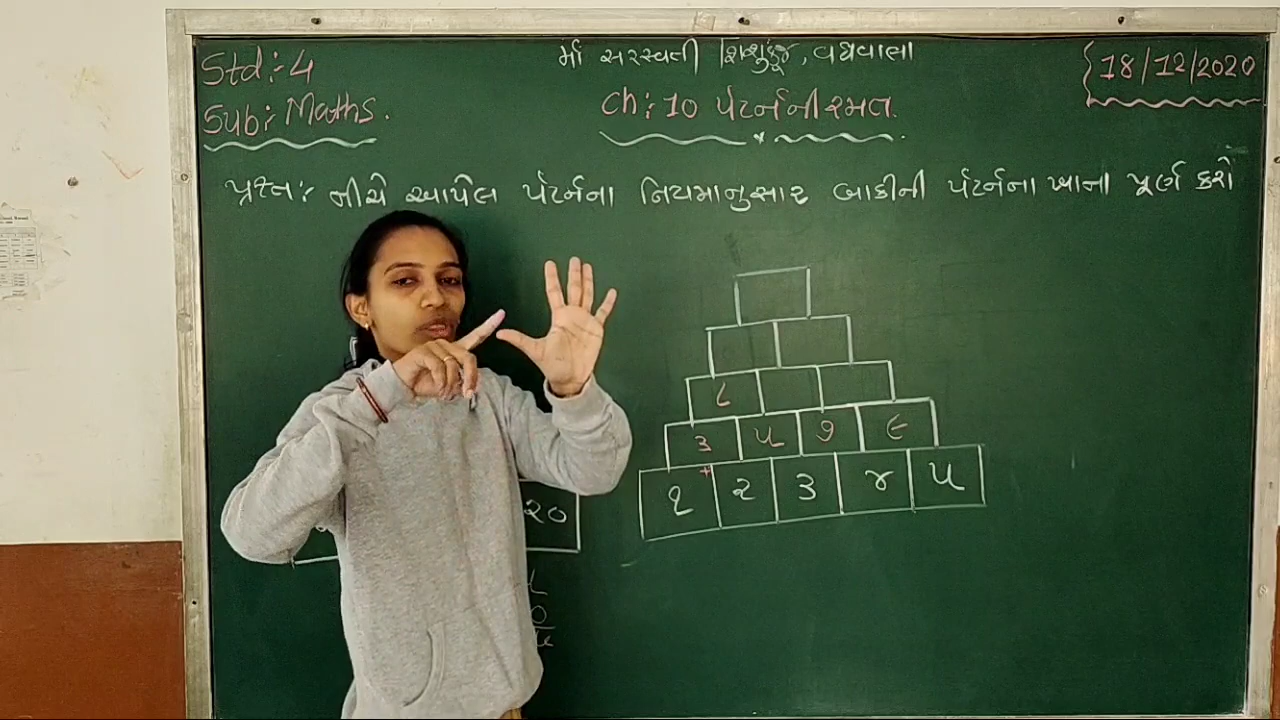 Std:- 4
માઁ સરસ્વતી શિશુકુંજ, વધવાલા
18/12/2020
Sub:- Maths.
Ch:- 10 પેટર્નની રમત.
પ્રશ્ન:- નીચે આપેલ પેટર્નના નિયમાનુસાર બાકીની પેટર્નના ખાના પૂર્ણ કરો
૮
૩ ૫ ૭ ૯
+
૧ ૨ ૩ ૪ ૫
૨૦